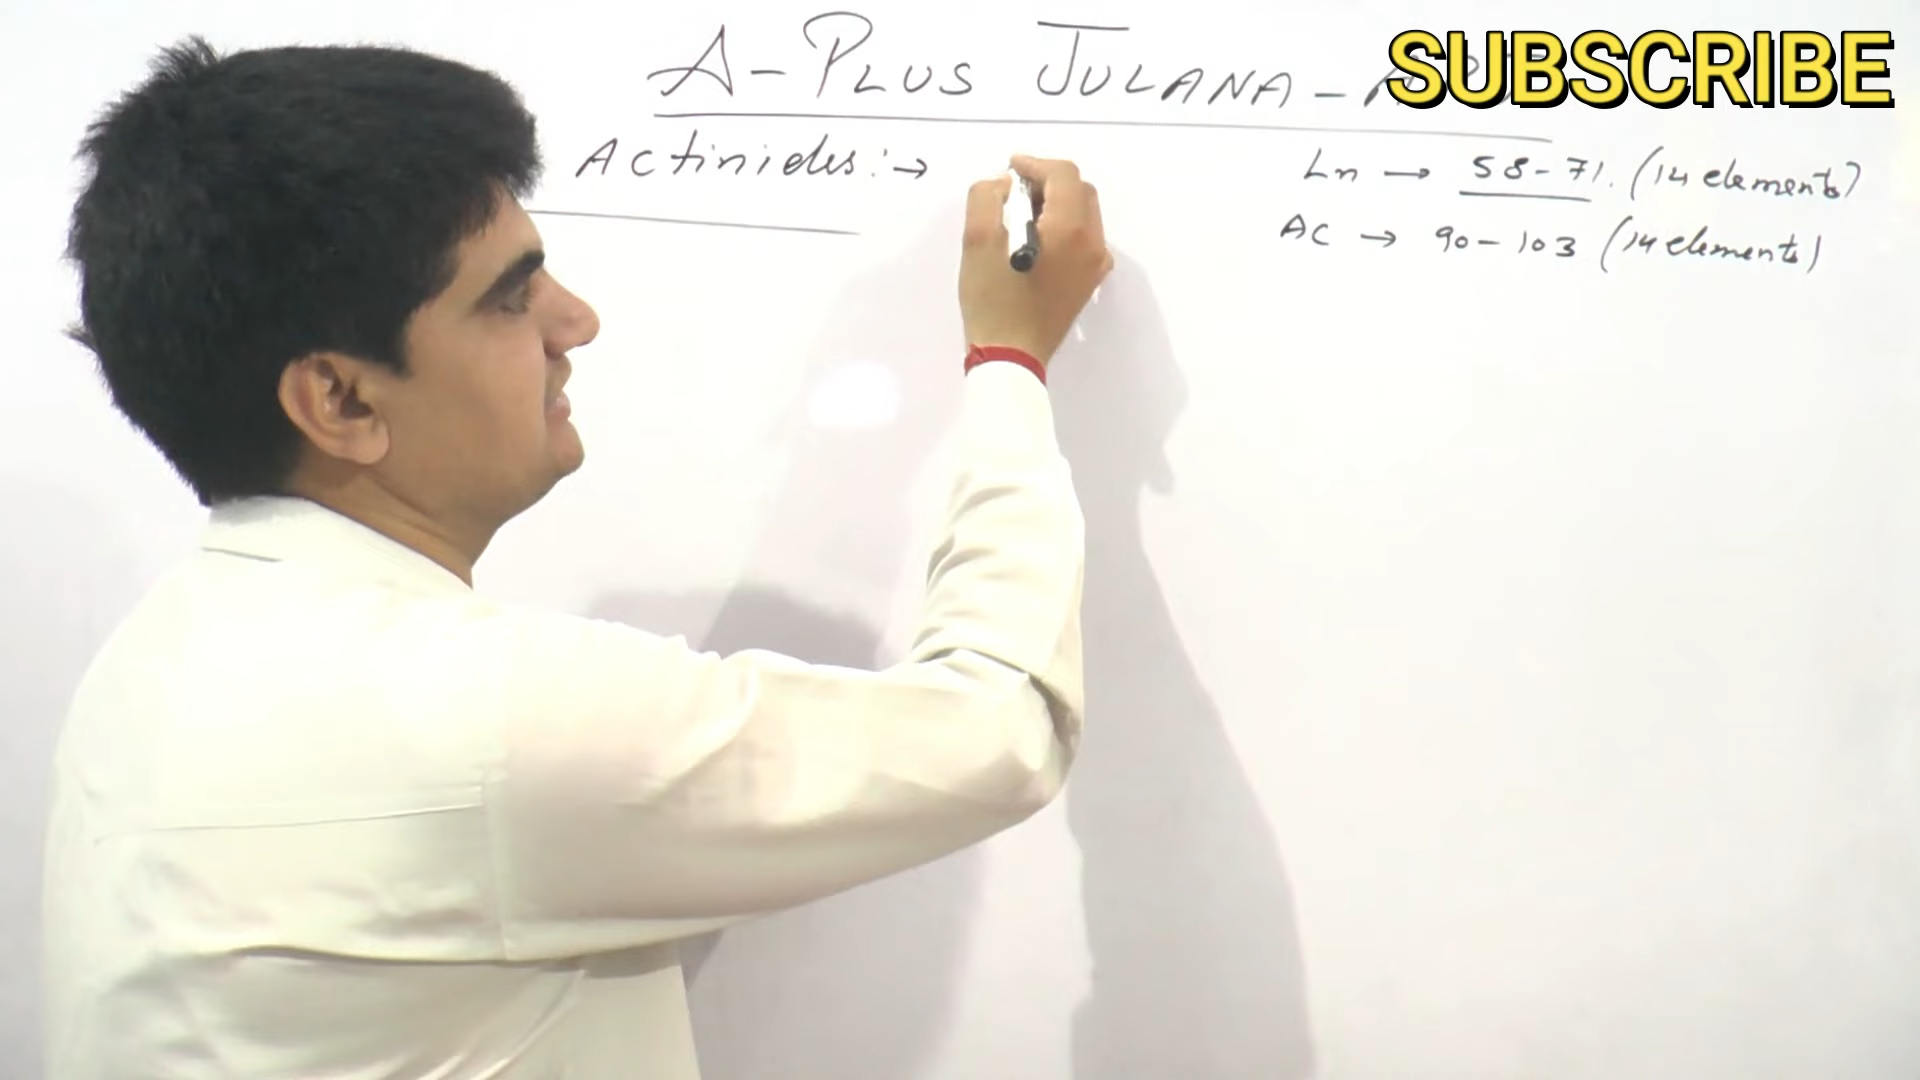 A-PLUS JULANA -
SUBSCRIBE
Actinides :→
Ln → 58-71. (14 elements)
AC → 90-103 (14 elements)